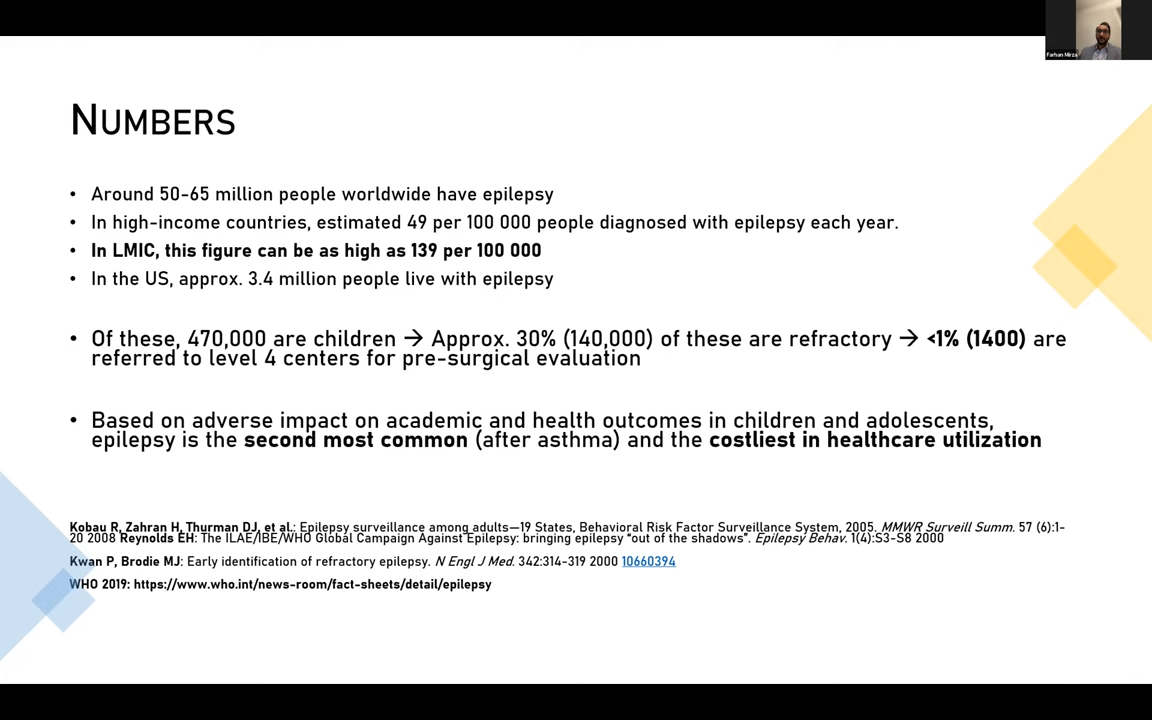 Farhan Mirza
NUMBERS
• Around 50-65 million people worldwide have epilepsy
• In high-income countries, estimated 49 per 100 000 people diagnosed with epilepsy each year.
• In LMIC, this figure can be as high as 139 per 100 000
• In the US, approx. 3.4 million people live with epilepsy
• Of these, 470,000 are children → Approx. 30% (140,000) of these are refractory → <1% (1400) are
referred to level 4 centers for pre-surgical evaluation
• Based on adverse impact on academic and health outcomes in children and adolescents,
epilepsy is the second most common (after asthma) and the costliest in healthcare utilization
Kobau R, Zahran H, Thurman DJ, et al.: Epilepsy surveillance among adults—19 States, Behavioral Risk Factor Surveillance System, 2005. MMWR Surveill Summ. 57 (6):1-
20 2008 Reynolds EH: The ILAE/IBE/WHO Global Campaign Against Epilepsy: bringing epilepsy “out of the shadows”. Epilepsy Behav. 1(4):S3-S8 2000
Kwan P, Brodie MJ: Early identification of refractory epilepsy. N Engl J Med. 342:314-319 2000 10660394
WHO 2019: https://www.who.int/news-room/fact-sheets/detail/epilepsy